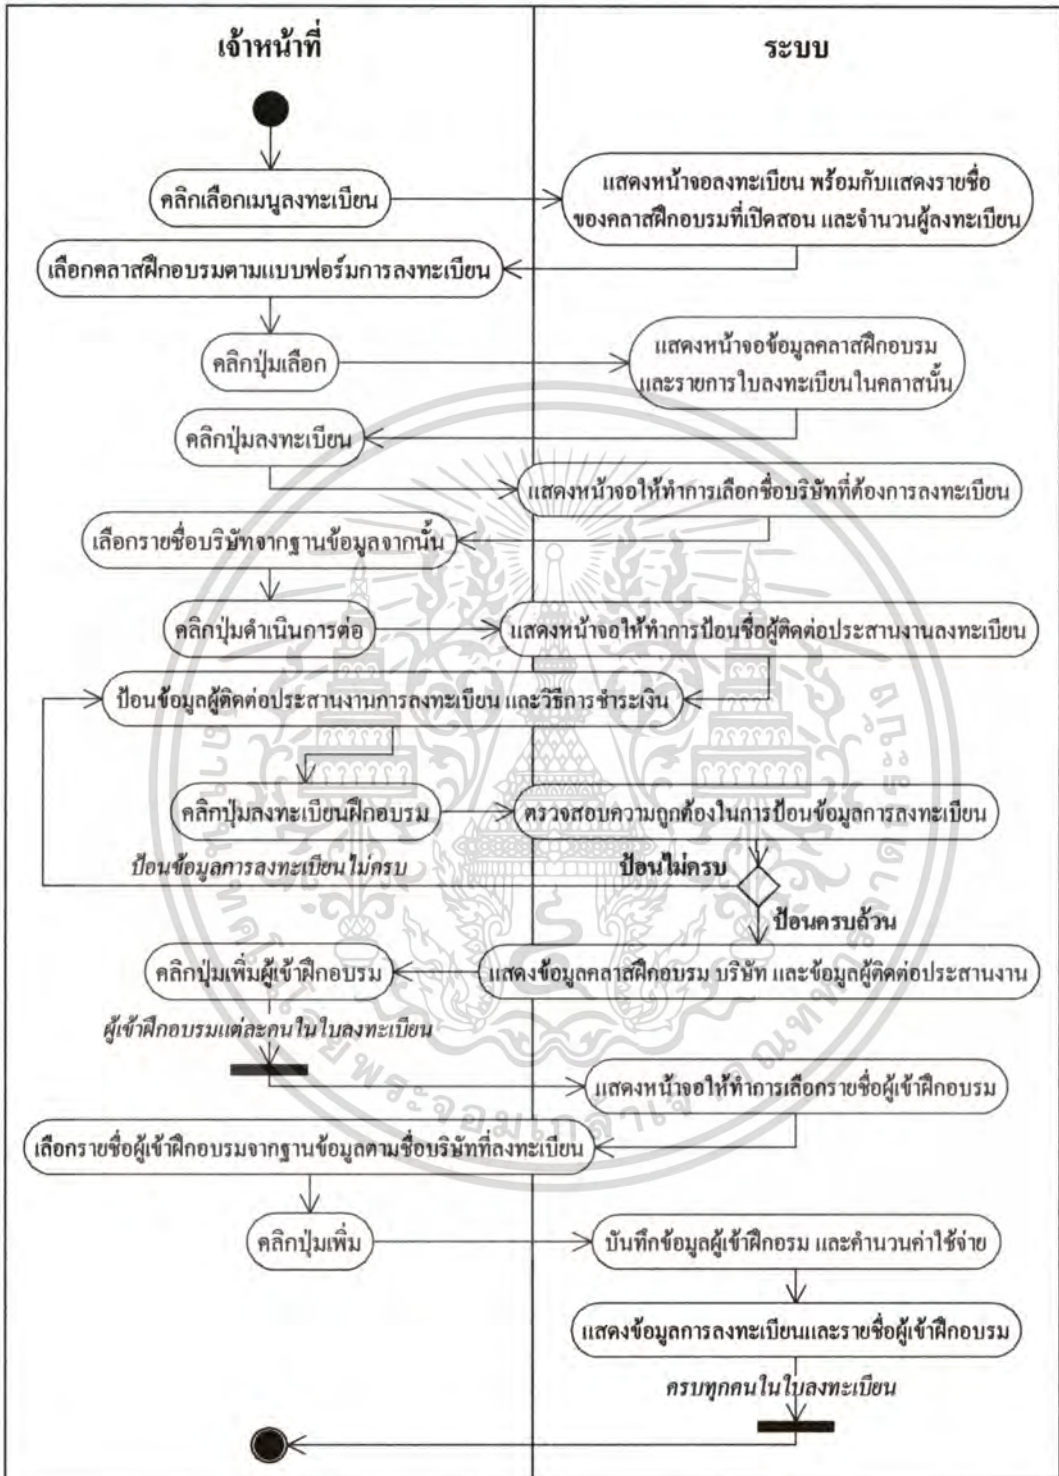 เจ้าหน้าที่
ระบบ
คลิกเลือกเมนูลงทะเบียน
แสดงหน้าจอลงทะเบียน พร้อมกับแสดงรายชื่อ
ของคลาสฝึกอบรมที่เปิดสอน และจำนวนผู้ลงทะเบียน
เลือกคลาสฝึกอบรมตามแบบฟอร์มการลงทะเบียน
คลิกปุ่มเลือก
แสดงหน้าจอข้อมูลคลาสฝึกอบรม
และรายการใบลงทะเบียนในคลาสนั้น
คลิกปุ่มลงทะเบียน
แสดงหน้าจอให้ทำการเลือกชื่อบริษัทที่ต้องการลงทะเบียน
เลือกรายชื่อบริษัทจากฐานข้อมูลจากนั้น
คลิกปุ่มดำเนินการต่อ
แสดงหน้าจอให้ทำการป้อนชื่อผู้ติดต่อประสานงานลงทะเบียน
ป้อนข้อมูลผู้ติดต่อประสานงานการลงทะเบียน และวิธีการชำระเงิน
คลิกปุ่มลงทะเบียนฝึกอบรม
ตรวจสอบความถูกต้องในการป้อนข้อมูลการลงทะเบียน
ป้อนข้อมูลการลงทะเบียนไม่ครบ
ป้อนไม่ครบ
ป้อนครบถ้วน
คลิกปุ่มเพิ่มผู้เข้าฝึกอบรม
แสดงข้อมูลคลาสฝึกอบรม บริษัท และข้อมูลผู้ติดต่อประสานงาน
ผู้เข้าฝึกอบรมแต่ละคนในใบลงทะเบียน
แสดงหน้าจอให้ทำการเลือกรายชื่อผู้เข้าฝึกอบรม
เลือกรายชื่อผู้เข้าฝึกอบรมจากฐานข้อมูลตามชื่อบริษัทที่ลงทะเบียน
คลิกปุ่มเพิ่ม
บันทึกข้อมูลผู้เข้าฝึกอรม และคำนวนค่าใช้จ่าย
แสดงข้อมูลการลงทะเบียนและรายชื่อผู้เข้าฝึกอบรม
ครบทุกคนในใบลงทะเบียน